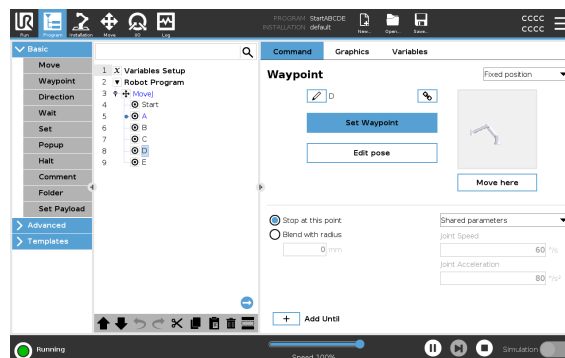 UR
Run
Program
Installation
Move
I/O
Log
PROGRAM StartABCDE
INSTALLATION default
New...
Open...
Save...
CCCC
CCCC
Basic
Move
Waypoint
Direction
Wait
Set
Popup
Halt
Comment
Folder
Set Payload
Advanced
Templates
1 X Variables Setup
2 Robot Program
3 MoveJ
4 Start
5 A
6 B
7 C
8 D
9 E
Command Graphics Variables
Waypoint
Fixed position
D
Set Waypoint
Edit pose
Move here
Stop at this point
Blend with radius
0 mm
Shared parameters
Joint Speed
60 °/s
Joint Acceleration
80 °/s²
+ Add Until
Running
Speed 100%
Simulation